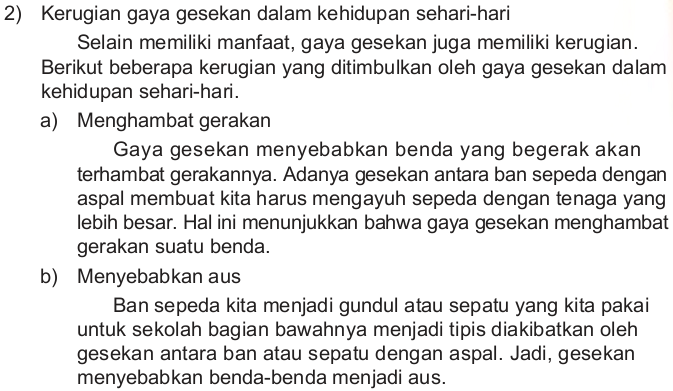 2) Kerugian gaya gesekan dalam kehidupan sehari-hari
Selain memiliki manfaat, gaya gesekan juga memiliki kerugian.
Berikut beberapa kerugian yang ditimbulkan oleh gaya gesekan dalam
kehidupan sehari-hari.
a) Menghambat gerakan
Gaya gesekan menyebabkan benda yang begerak akan
terhambat gerakannya. Adanya gesekan antara ban sepeda dengan
aspal membuat kita harus mengayuh sepeda dengan tenaga yang
lebih besar. Hal ini menunjukkan bahwa gaya gesekan menghambat
gerakan suatu benda.
b) Menyebabkan aus
Ban sepeda kita menjadi gundul atau sepatu yang kita pakai
untuk sekolah bagian bawahnya menjadi tipis diakibatkan oleh
gesekan antara ban atau sepatu dengan aspal. Jadi, gesekan
menyebabkan benda-benda menjadi aus.